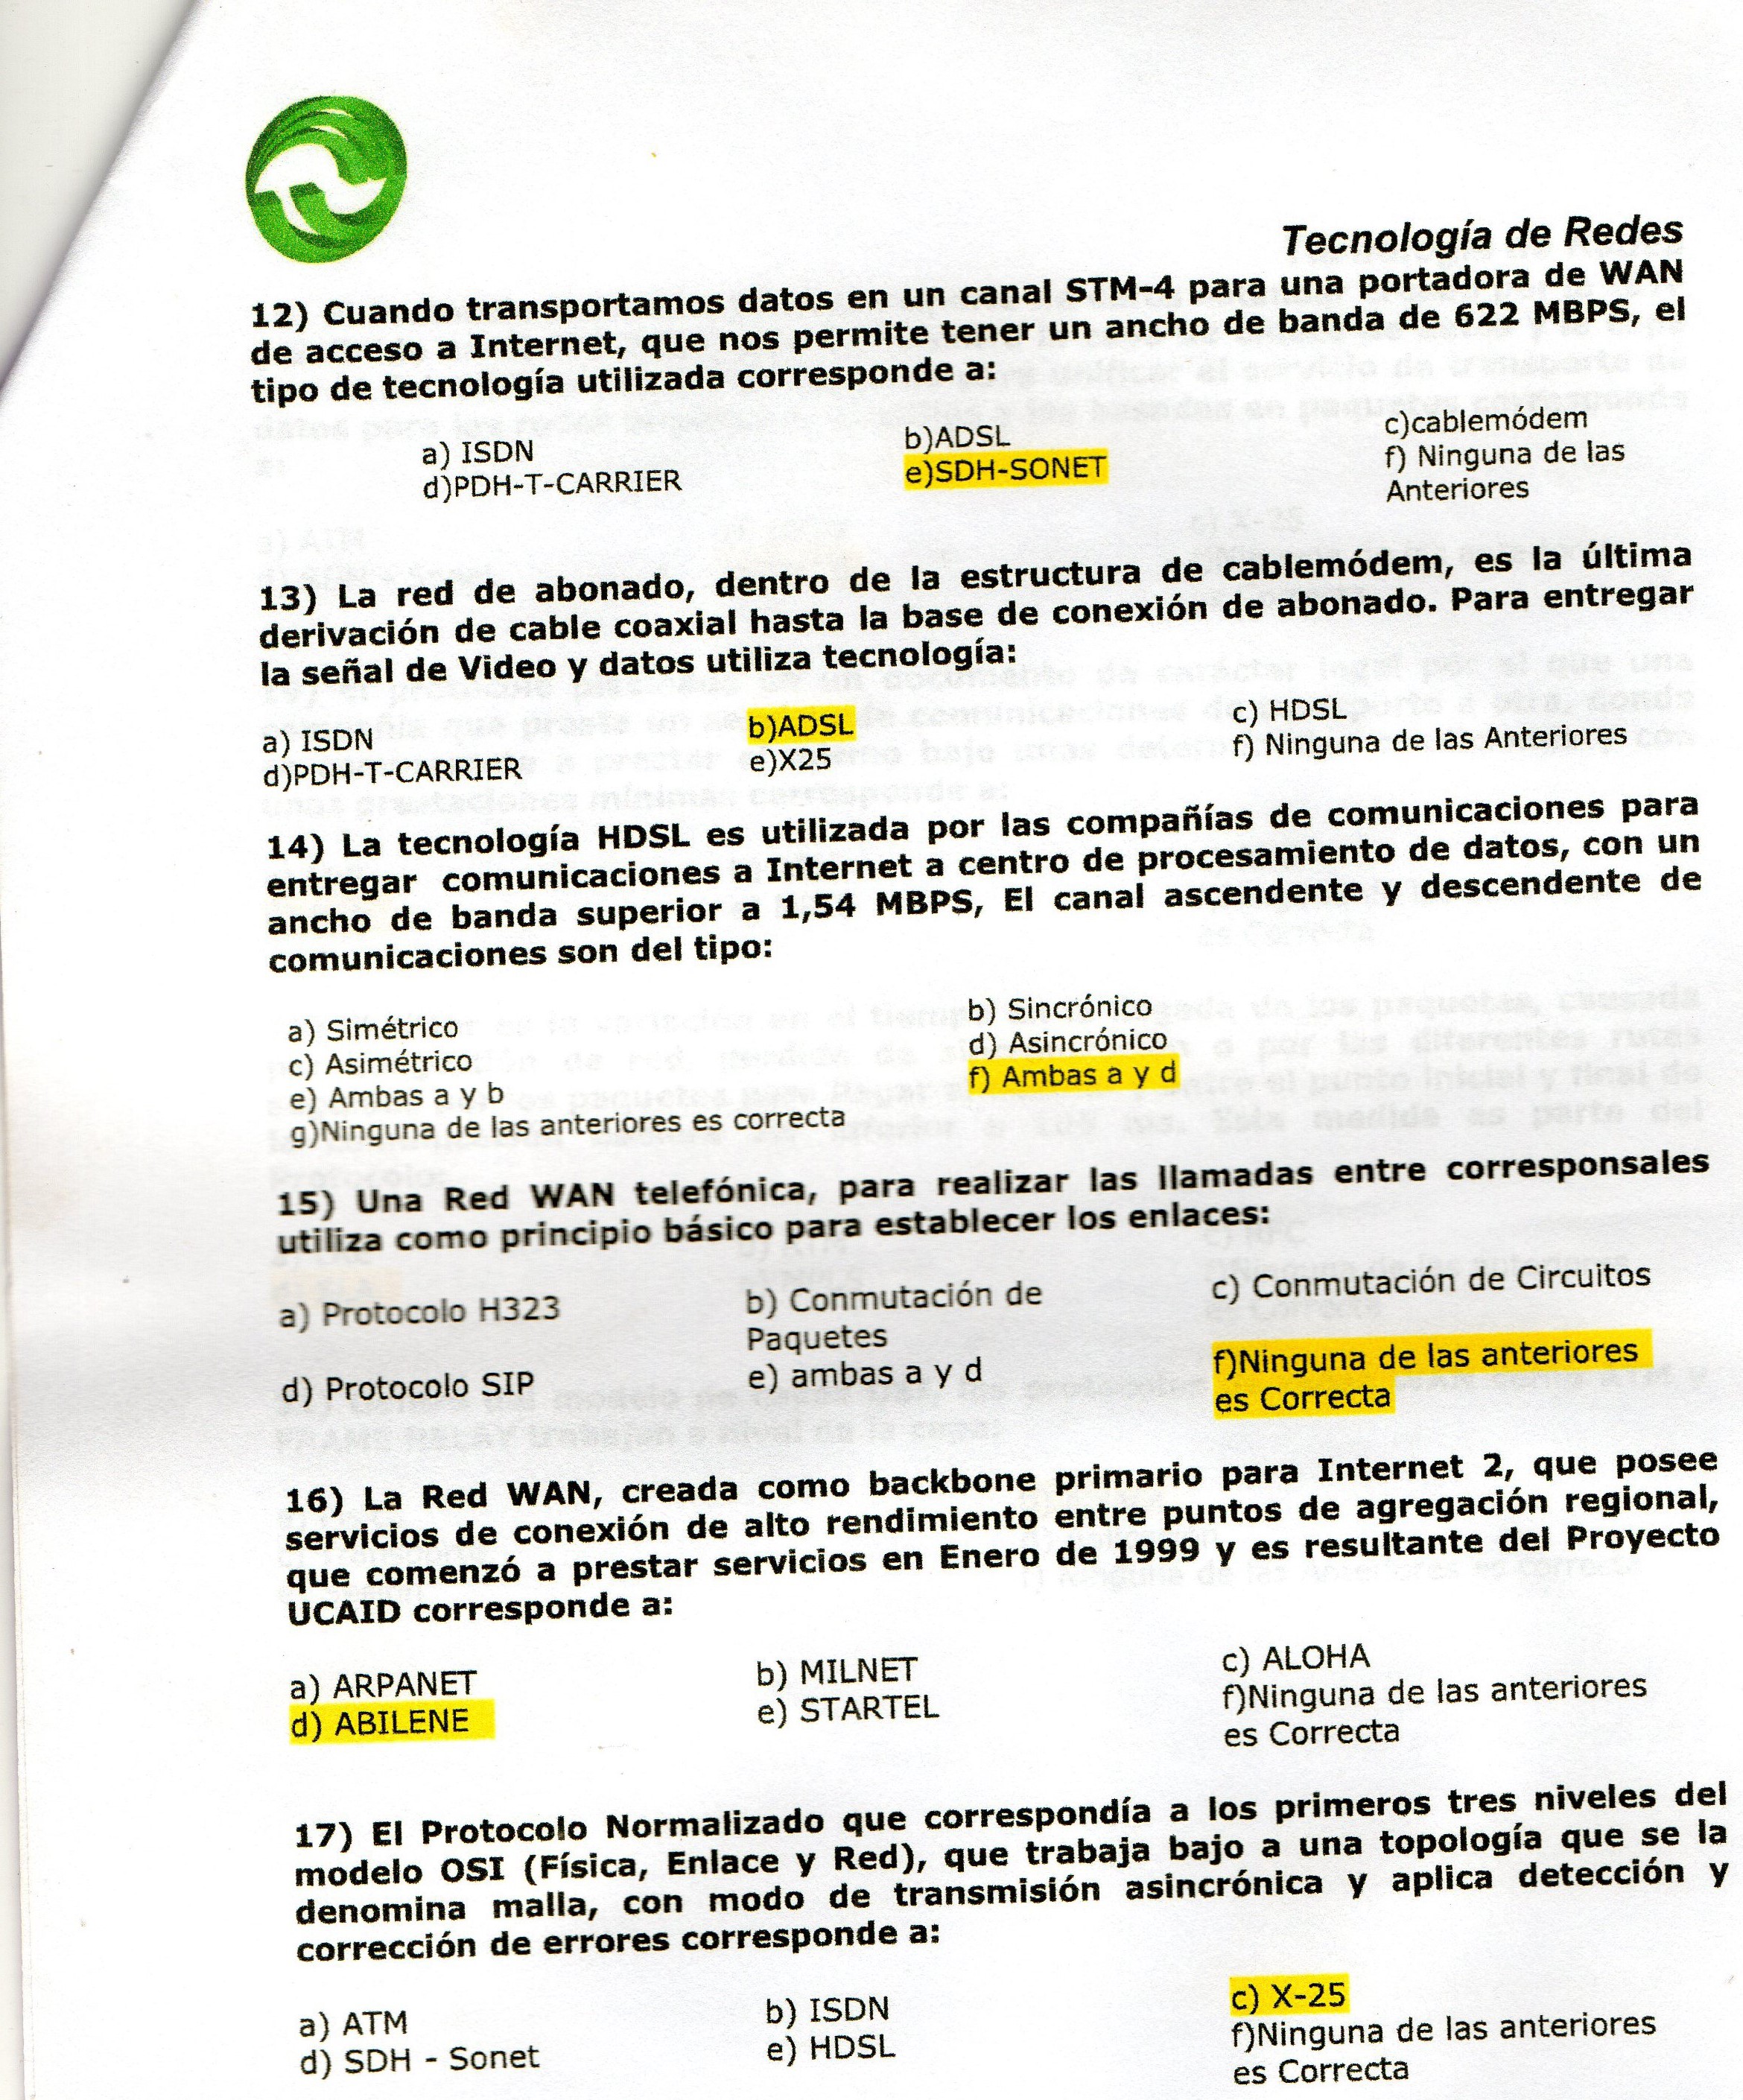 Tecnología de Redes
12) Cuando transportamos datos en un canal STM-4 para una portadora de WAN
de acceso a Internet, que nos permite tener un ancho de banda de 622 MBPS, el
tipo de tecnología utilizada corresponde a:
a) ISDN b)ADSL c)cablemódem
d)PDH-T-CARRIER e)SDH-SONET f) Ninguna de las
Anteriores
13) La red de abonado, dentro de la estructura de cablemódem, es la última
derivación de cable coaxial hasta la base de conexión de abonado. Para entregar
la señal de Video y datos utiliza tecnología:
a) ISDN b)ADSL c) HDSL
d)PDH-T-CARRIER e)X25 f) Ninguna de las Anteriores
14) La tecnología HDSL es utilizada por las compañías de comunicaciones para
entregar comunicaciones a Internet a centro de procesamiento de datos, con un
ancho de banda superior a 1,54 MBPS, El canal ascendente y descendente de
comunicaciones son del tipo:
a) Simétrico b) Sincrónico
c) Asimétrico d) Asincrónico
e) Ambas a y b f) Ambas a y d
g)Ninguna de las anteriores es correcta
15) Una Red WAN telefónica, para realizar las llamadas entre corresponsales
utiliza como principio básico para establecer los enlaces:
a) Protocolo H323 b) Conmutación de c) Conmutación de Circuitos
Paquetes
d) Protocolo SIP e) ambas a y d f)Ninguna de las anteriores
es Correcta
16) La Red WAN, creada como backbone primario para Internet 2, que posee
servicios de conexión de alto rendimiento entre puntos de agregación regional,
que comenzó a prestar servicios en Enero de 1999 y es resultante del Proyecto
UCAID corresponde a:
a) ARPANET b) MILNET c) ALOHA
d) ABILENE e) STARTEL f)Ninguna de las anteriores
es Correcta
17) El Protocolo Normalizado que correspondía a los primeros tres niveles del
modelo OSI (Física, Enlace y Red), que trabaja bajo a una topología que se la
denomina malla, con modo de transmisión asincrónica y aplica detección y
corrección de errores corresponde a:
a) ATM b) ISDN c) X-25
d) SDH - Sonet e) HDSL f)Ninguna de las anteriores
es Correcta